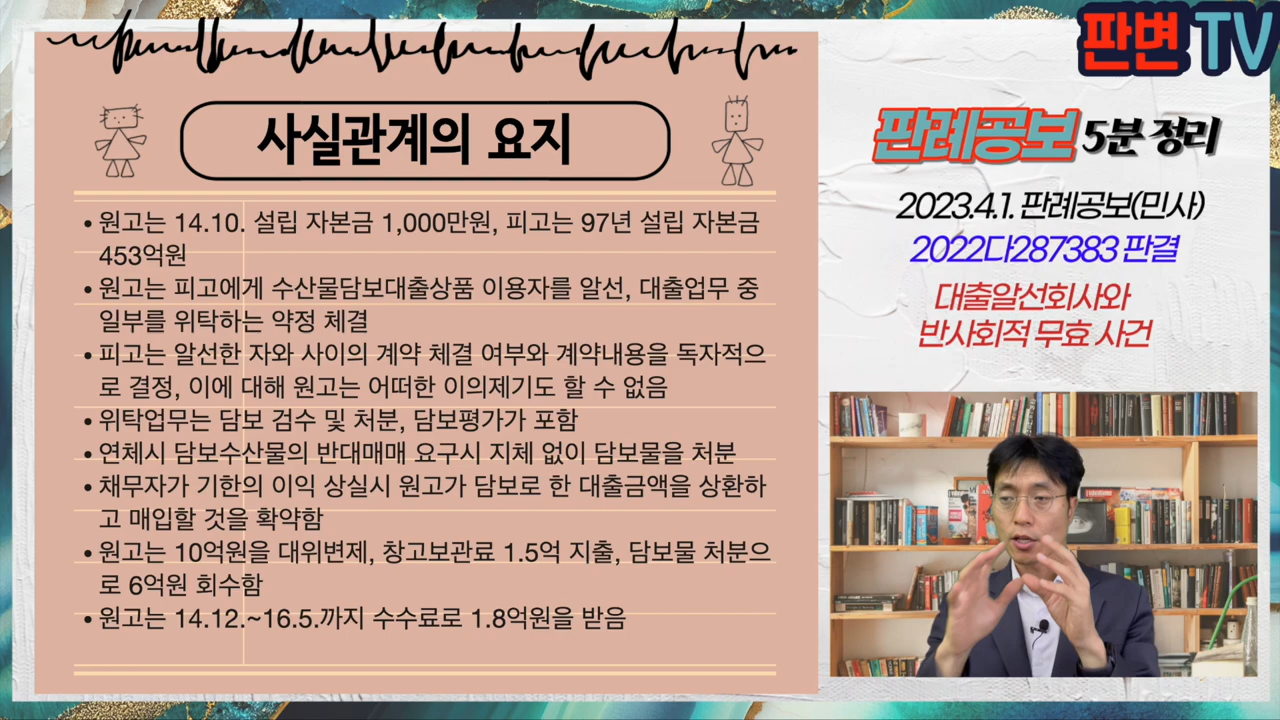 판변 TV
사실관계의 요지
• 원고는 14.10. 설립 자본금 1,000만원, 피고는 97년 설립 자본금
453억원
• 원고는 피고에게 수산물담보대출상품 이용자를 알선, 대출업무 중
일부를 위탁하는 약정 체결
• 피고는 알선한 자와 사이의 계약 체결 여부와 계약내용을 독자적으
로 결정, 이에 대해 원고는 어떠한 이의제기도 할 수 없음
• 위탁업무는 담보 검수 및 처분, 담보평가가 포함
• 연체시 담보수산물의 반대매매 요구시 지체 없이 담보물을 처분
• 채무자가 기한의 이익 상실시 원고가 담보로 한 대출금액을 상환하
고 매입할 것을 확약함
• 원고는 10억원을 대위변제, 창고보관료 1.5억 지출, 담보물 처분으
로 6억원 회수함
• 원고는 14.12.~16.5.까지 수수료로 1.8억원을 받음
판례공보 5분 정리
2023.4.1. 판례공보(민사)
2022다287383 판결
대출알선회사와
반사회적 무효 사건